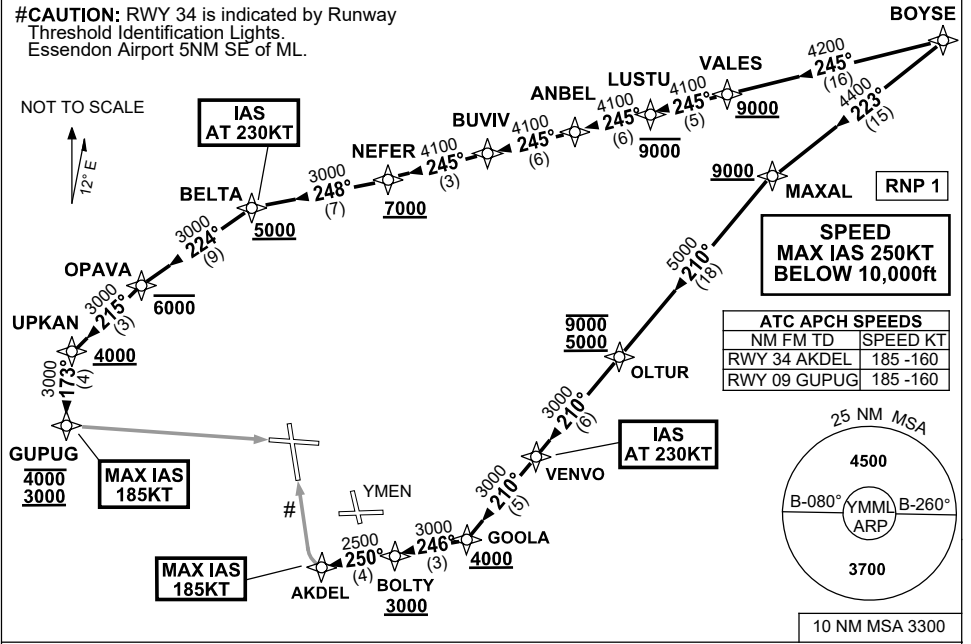 #CAUTION: RWY 34 is indicated by Runway
Threshold Identification Lights.
Essendon Airport 5NM SE of ML.
BOYSE
NOT TO SCALE
12° E
IAS
AT 230KT
4200
245°
(16)
VALES
9000
4100
245°
(5)
LUSTU
9000
4100
245°
(6)
ANBEL
4100
245°
(6)
BUVIV
4100
245°
(3)
NEFER
7000
3000
248°
(7)
BELTA
5000
3000
224°
(9)
OPAVA
6000
3000
215°
(3)
UPKAN
4000
3000
173°
(4)
GUPUG
4000
3000
MAX IAS
185KT
4400
223°
(15)
9000
MAXAL
RNP 1
SPEED
MAX IAS 250KT
BELOW 10,000ft
5000
210°
(18)
9000
5000
OLTUR
ATC APCH SPEEDS
NM FM TD SPEED KT
RWY 34 AKDEL 185 -160
RWY 09 GUPUG 185 -160
3000
210°
(6)
VENVO
IAS
AT 230KT
3000
210°
(5)
GOOLA
4000
3000
246°
(3)
BOLTY
3000
2500
250°
(4)
AKDEL
MAX IAS
185KT
#
YMEN
25 NM MSA
4500
B-080°
YMML
ARP
B-260°
3700
10 NM MSA 3300